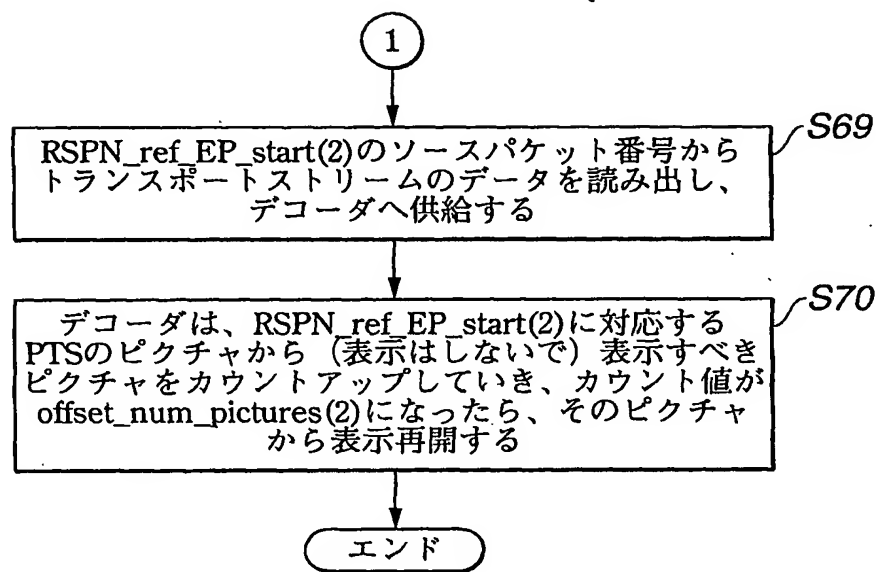 1
S69
RSPN_ref_EP_start(2)のソースパケット番号から
トランスポートストリームのデータを読み出し、
デコーダへ供給する
S70
デコーダは、RSPN_ref_EP_start(2)に対応する
PTSのピクチャから（表示はしないで）表示すべき
ピクチャをカウントアップしていき、カウント値が
offset_num_pictures(2)になったら、そのピクチャ
から表示再開する
エンド